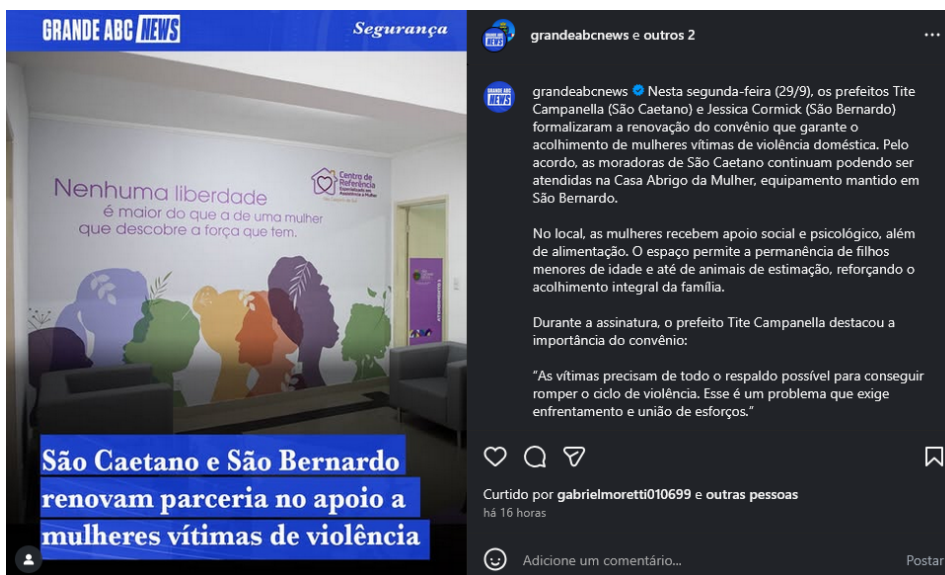 GRANDE ABC NEWS
Segurança
Nenhuma liberdade
é maior do que a de uma mulher
que descobre a força que tem.
Centro de
Referência
São Caetano e São Bernardo
renovam parceria no apoio a
mulheres vítimas de violência
grandeabcnews e outros 2
grandeabcnews Nesta segunda-feira (29/9), os prefeitos Tite
Campanella (São Caetano) e Jessica Cormick (São Bernardo)
formalizaram a renovação do convênio que garante o
acolhimento de mulheres vítimas de violência doméstica. Pelo
acordo, as moradoras de São Caetano continuam podendo ser
atendidas na Casa Abrigo da Mulher, equipamento mantido em
São Bernardo.
No local, as mulheres recebem apoio social e psicológico, além
de alimentação. O espaço permite a permanência de filhos
menores de idade e até de animais de estimação, reforçando o
acolhimento integral da família.
Durante a assinatura, o prefeito Tite Campanella destacou a
importância do convênio:
“As vítimas precisam de todo o respaldo possível para conseguir
romper o ciclo de violência. Esse é um problema que exige
enfrentamento e união de esforços.”
Curtido por gabrielmoretti010699 e outras pessoas
há 16 horas
Adicione um comentário...
Postar